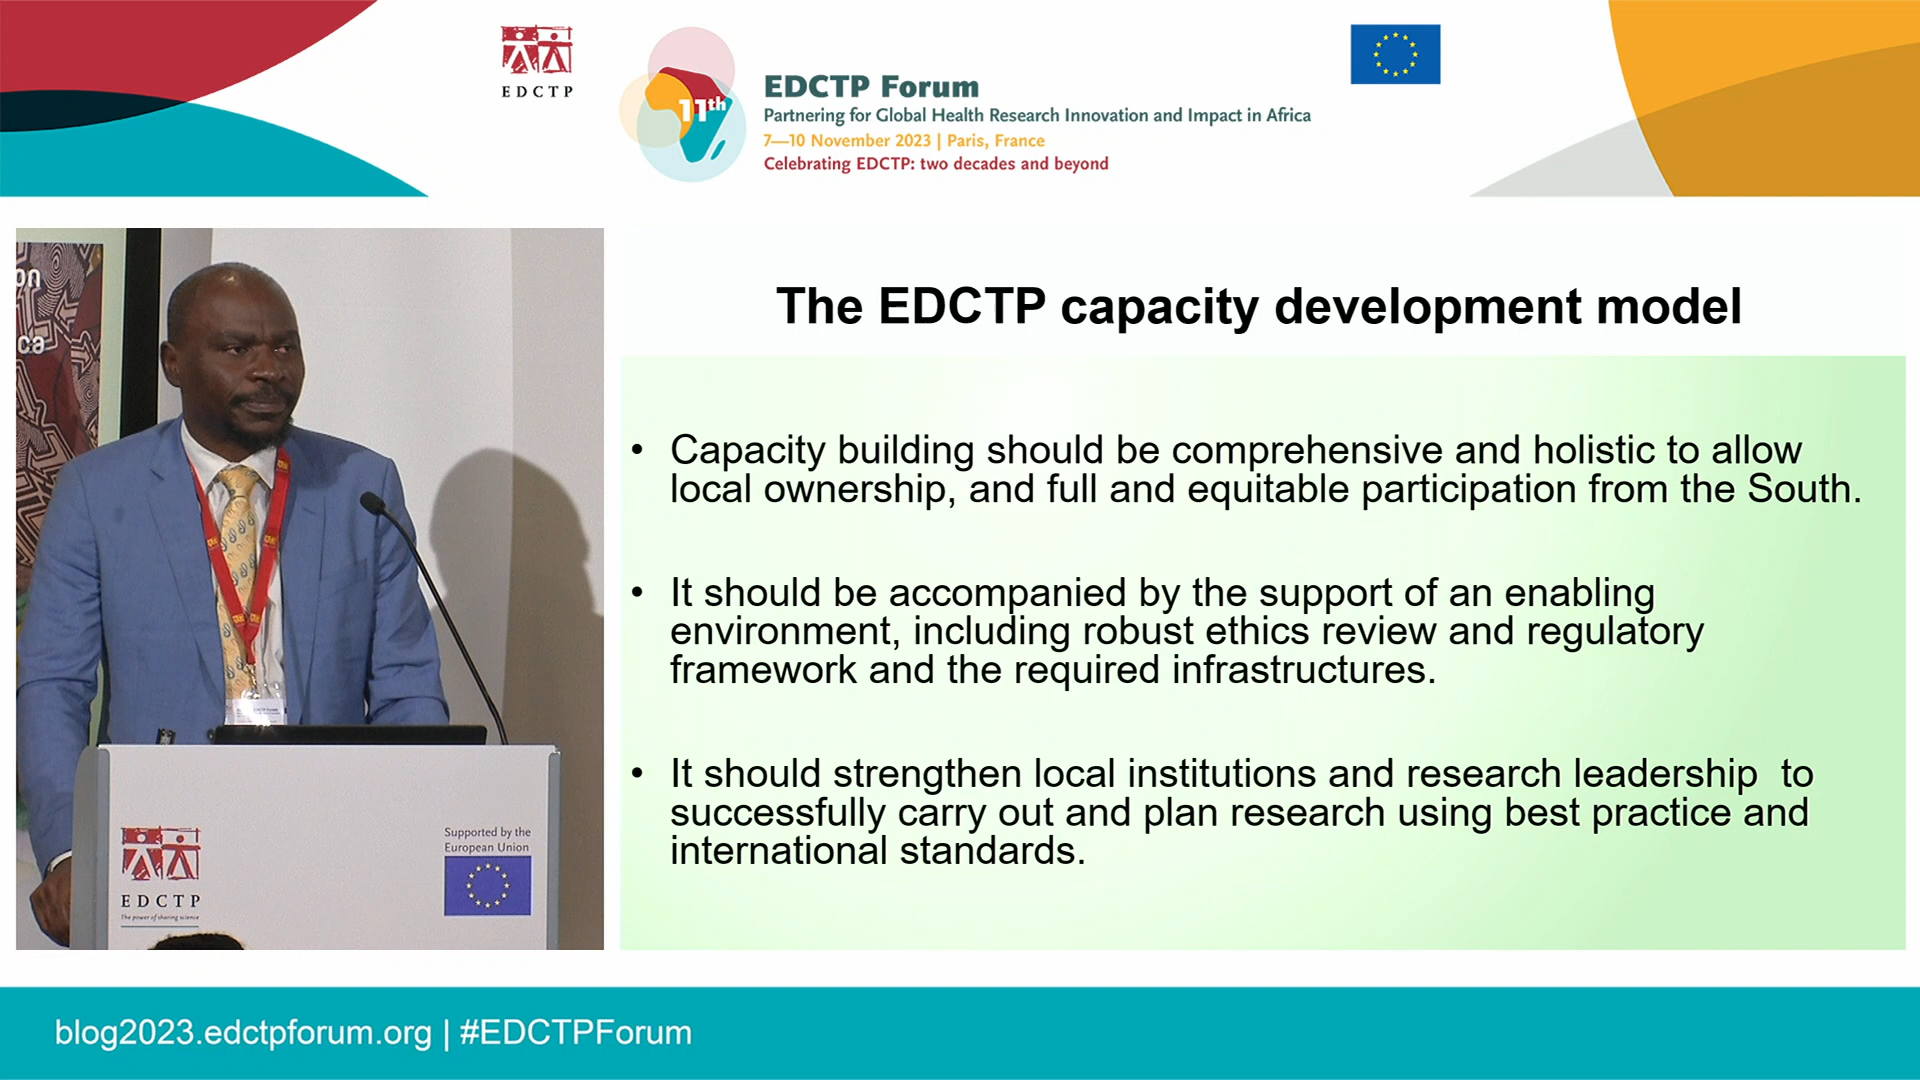 EDCTP
11th
EDCTP Forum
Partnering for Global Health Research Innovation and Impact in Africa
7—10 November 2023 | Paris, France
Celebrating EDCTP: two decades and beyond
on
ca
The EDCTP capacity development model
• Capacity building should be comprehensive and holistic to allow
local ownership, and full and equitable participation from the South.
• It should be accompanied by the support of an enabling
environment, including robust ethics review and regulatory
framework and the required infrastructures.
• It should strengthen local institutions and research leadership  to
successfully carry out and plan research using best practice and
international standards.
EDCTP
The power of sharing science
Supported by the
European Union
blog2023.edctpforum.org | #EDCTPForum